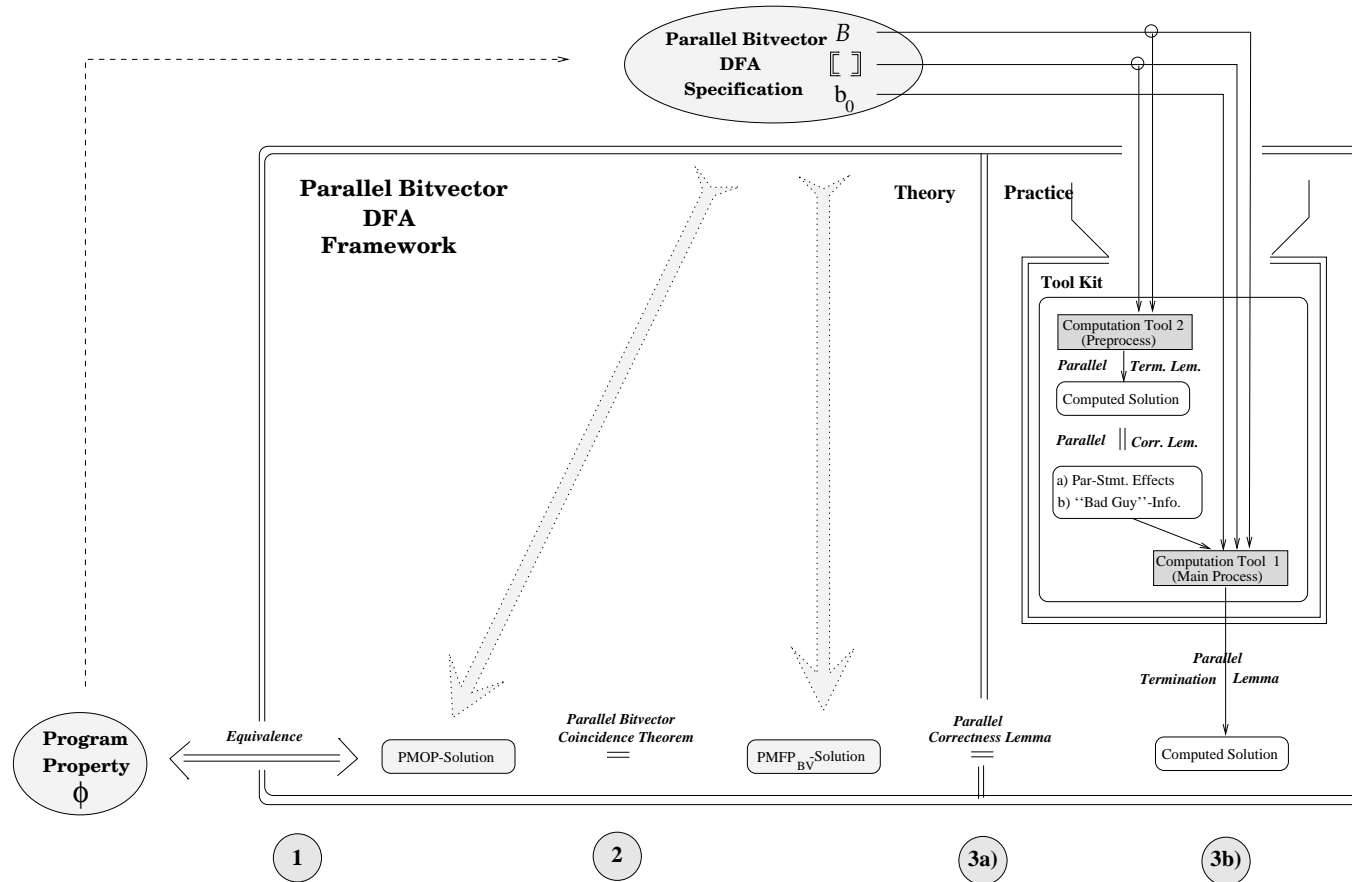 Parallel Bitvector
DFA
Specification
B
⟦ ⟧
b0
Parallel Bitvector
DFA
Framework
Theory
Practice
Tool Kit
Computation Tool 2
(Preprocess)
Parallel Term. Lem.
Computed Solution
Parallel Corr. Lem.
a) Par-Stmt. Effects
b) ‘‘Bad Guy’’-Info.
Computation Tool 1
(Main Process)
Parallel
Termination Lemma
Computed Solution
Program
Property
ϕ
Equivalence
PMOP-Solution
Parallel Bitvector
Coincidence Theorem
=
PMFP BV-Solution
Parallel
Correctness Lemma
=
1
2
3a)
3b)